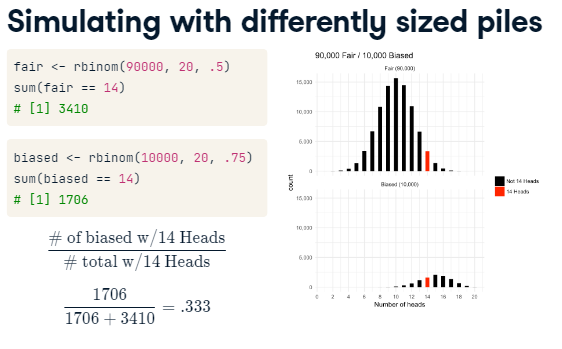 Simulating with differently sized piles
fair <- rbinom(90000, 20, .5)
sum(fair == 14)
# [1] 3410
biased <- rbinom(10000, 20, .75)
sum(biased == 14)
# [1] 1706
# of biased w/14 Heads
# total w/14 Heads
1706
1706 + 3410
= .333
90,000 Fair / 10,000 Biased
Fair (90,000)
15,000
10,000
5,000
0
Biased (10,000)
15,000
10,000
5,000
0
count
0 2 4 6 8 10 12 14 16 18 20
Number of heads
Not 14 Heads
14 Heads